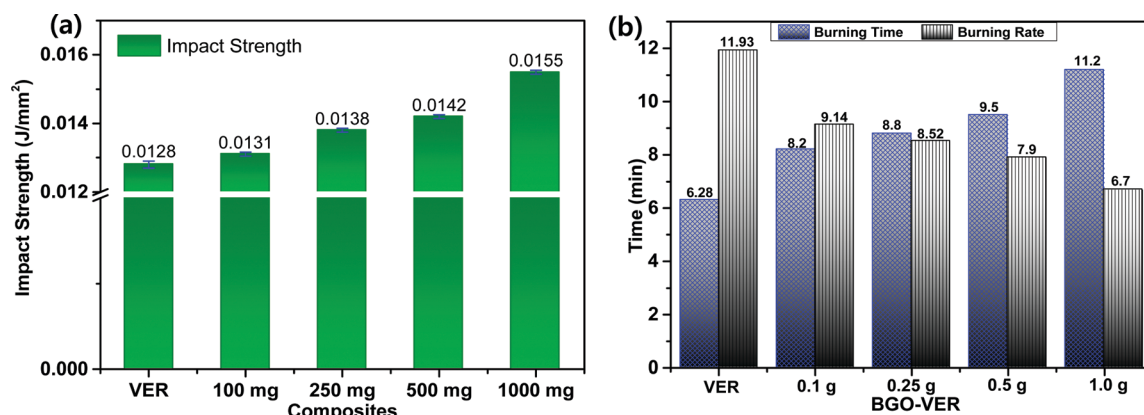 (a)
Impact Strength
Impact Strength (J/mm²)
0.016
0.014
0.012
0.000
0.0128
0.0131
0.0138
0.0142
0.0155
VER
100 mg
250 mg
500 mg
1000 mg
Composites
(b)
Burning Time
Burning Rate
Time (min)
12
10
8
6
4
2
0
6.28
11.93
8.2
9.14
8.8
8.52
9.5
7.9
11.2
6.7
VER
0.1 g
0.25 g
0.5 g
1.0 g
BGO-VER